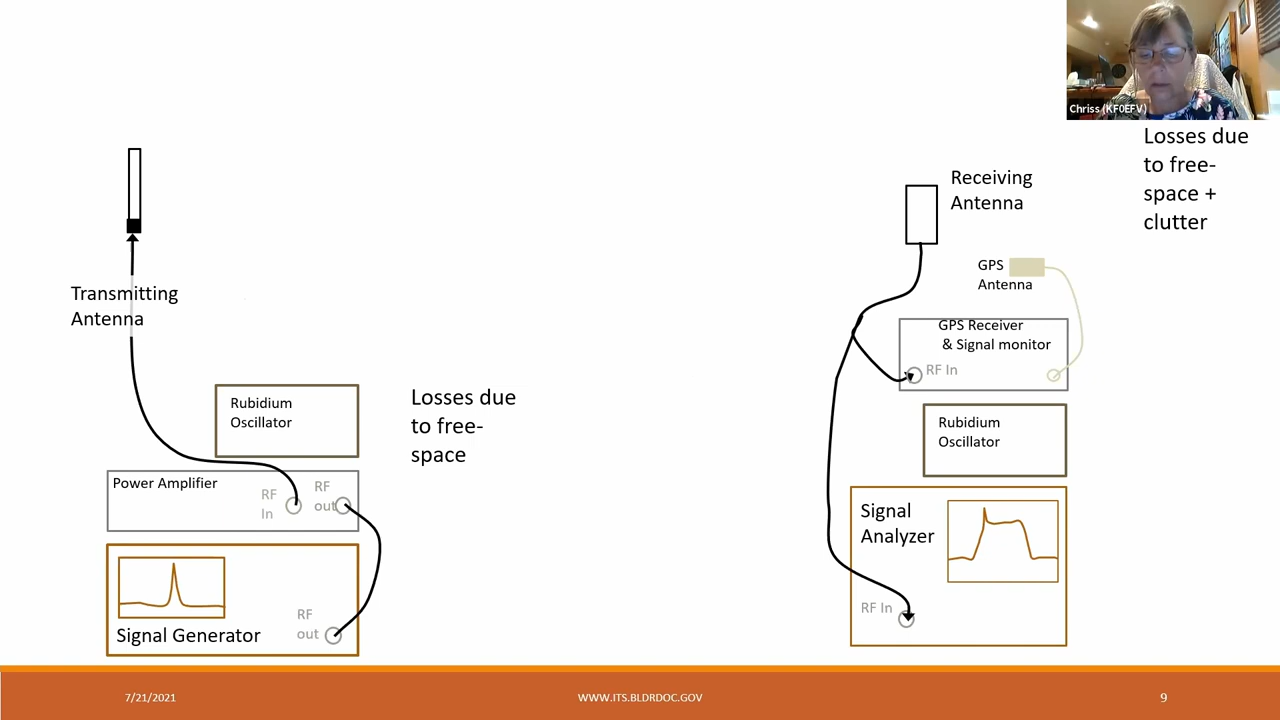 Chriss (KF0EFV)
Losses due
to free-
space +
clutter
Receiving
Antenna
GPS
Antenna
GPS Receiver
& Signal monitor
RF In
Transmitting
Antenna
Rubidium
Oscillator
Losses due
to free-
space
Rubidium
Oscillator
Power Amplifier
RF
In
RF
out
Signal
Analyzer
RF In
RF
out
Signal Generator
7/21/2021
WWW.ITS.BLDRDOC.GOV
9